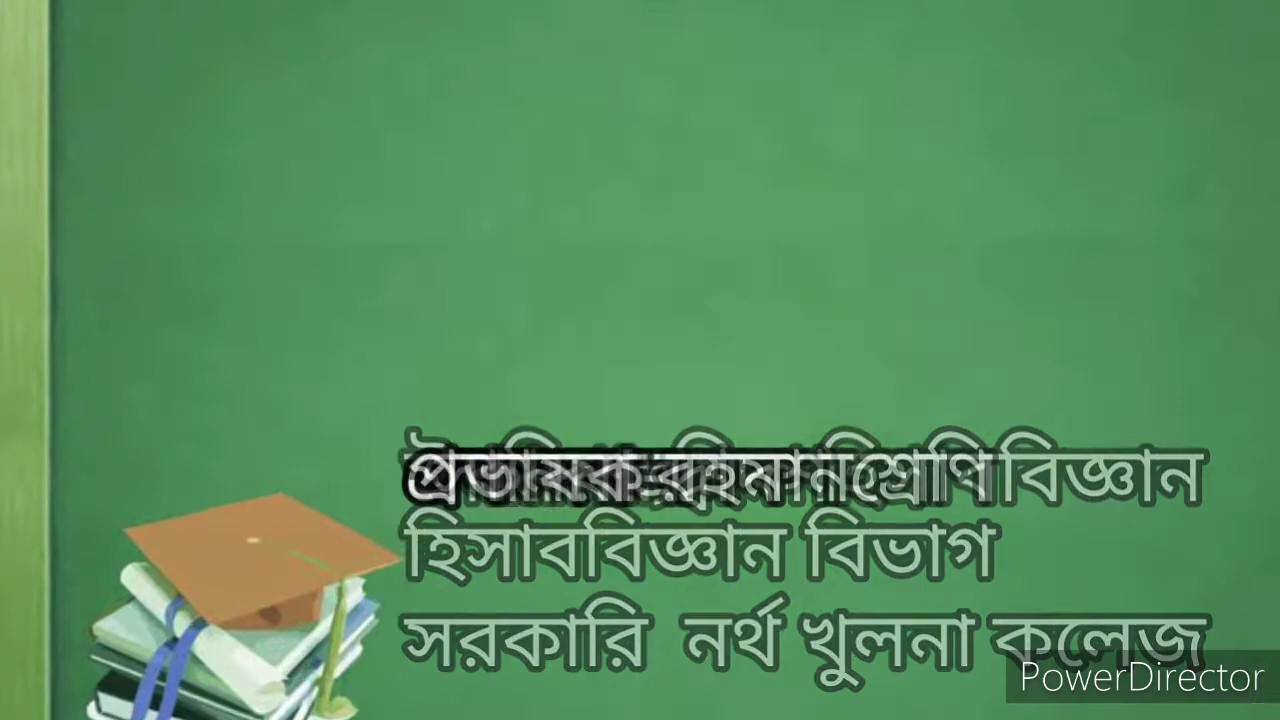 বিজ্ঞান
হিসাববিজ্ঞান বিভাগ
সরকারি নর্থ খুলনা কলেজ
PowerDirector